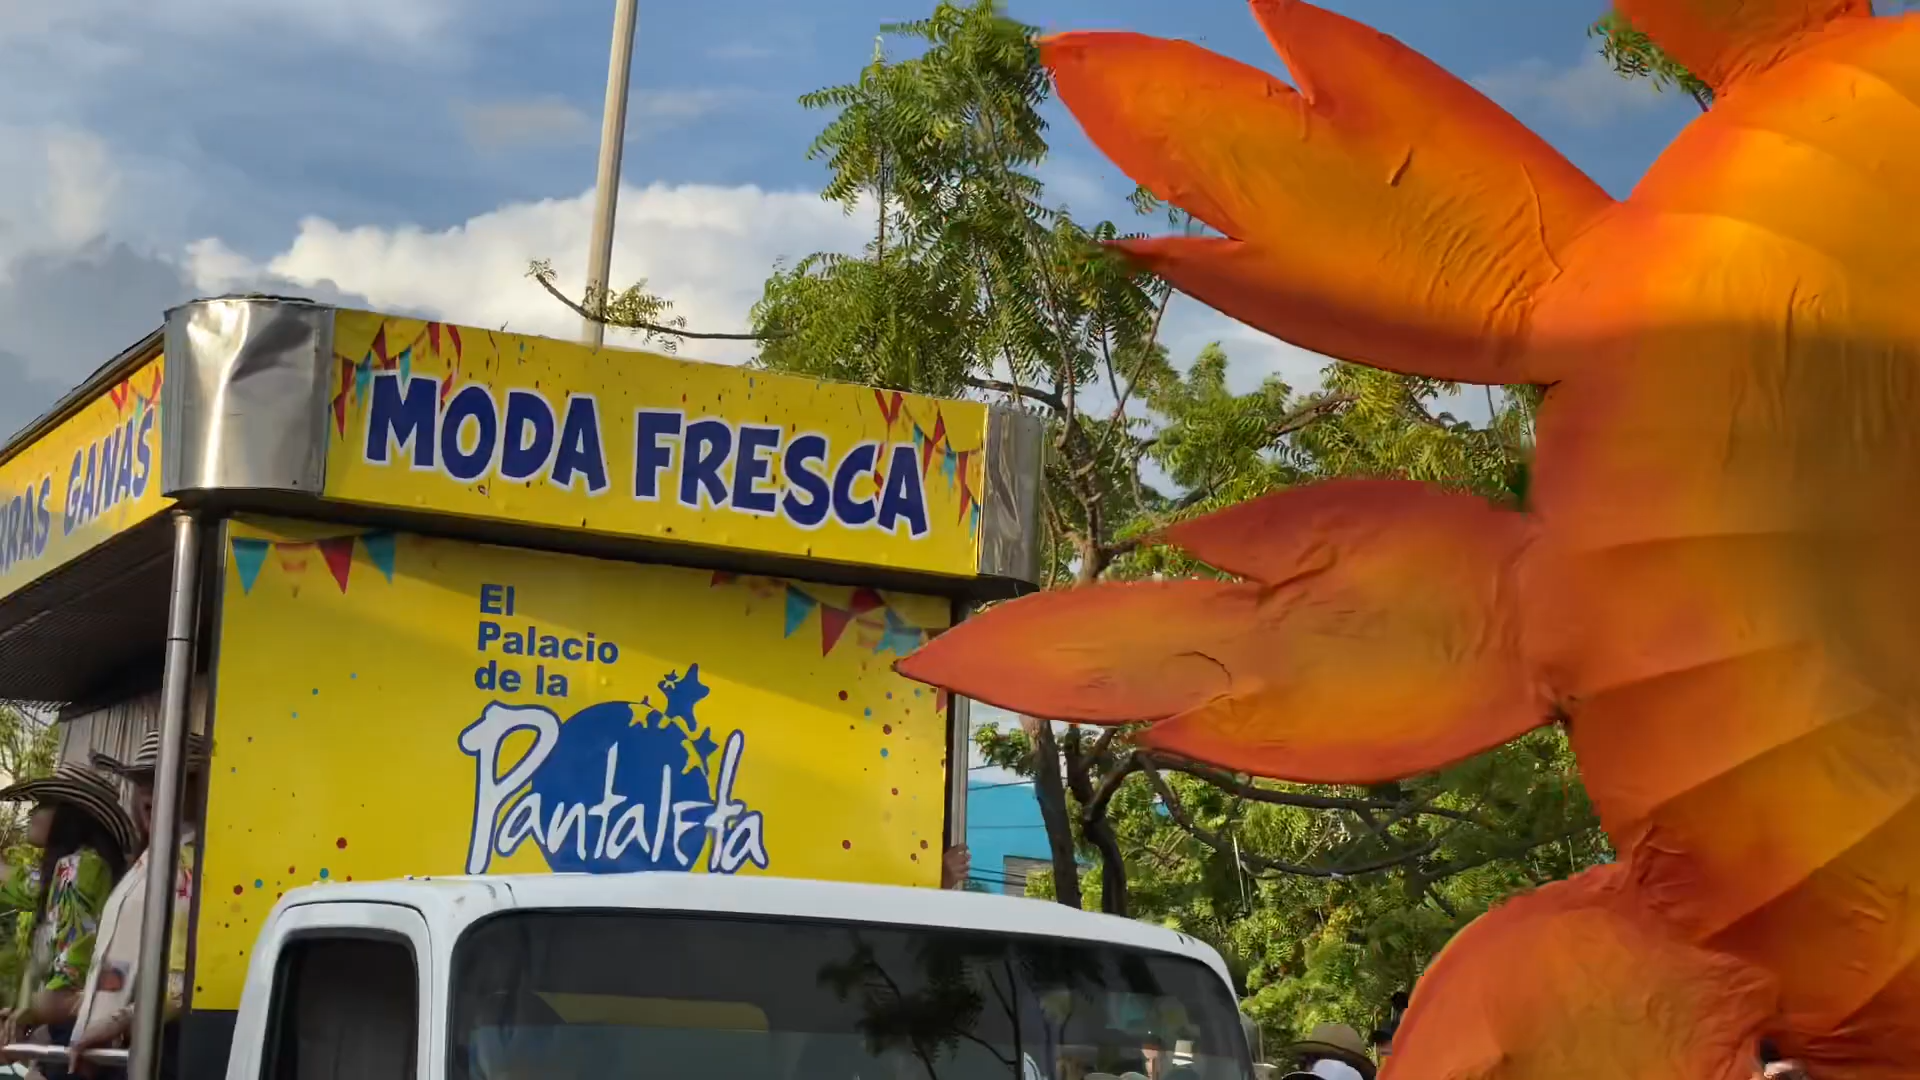 GANAS
MODA FRESCA
El
Palacio
de la
Pantaleta